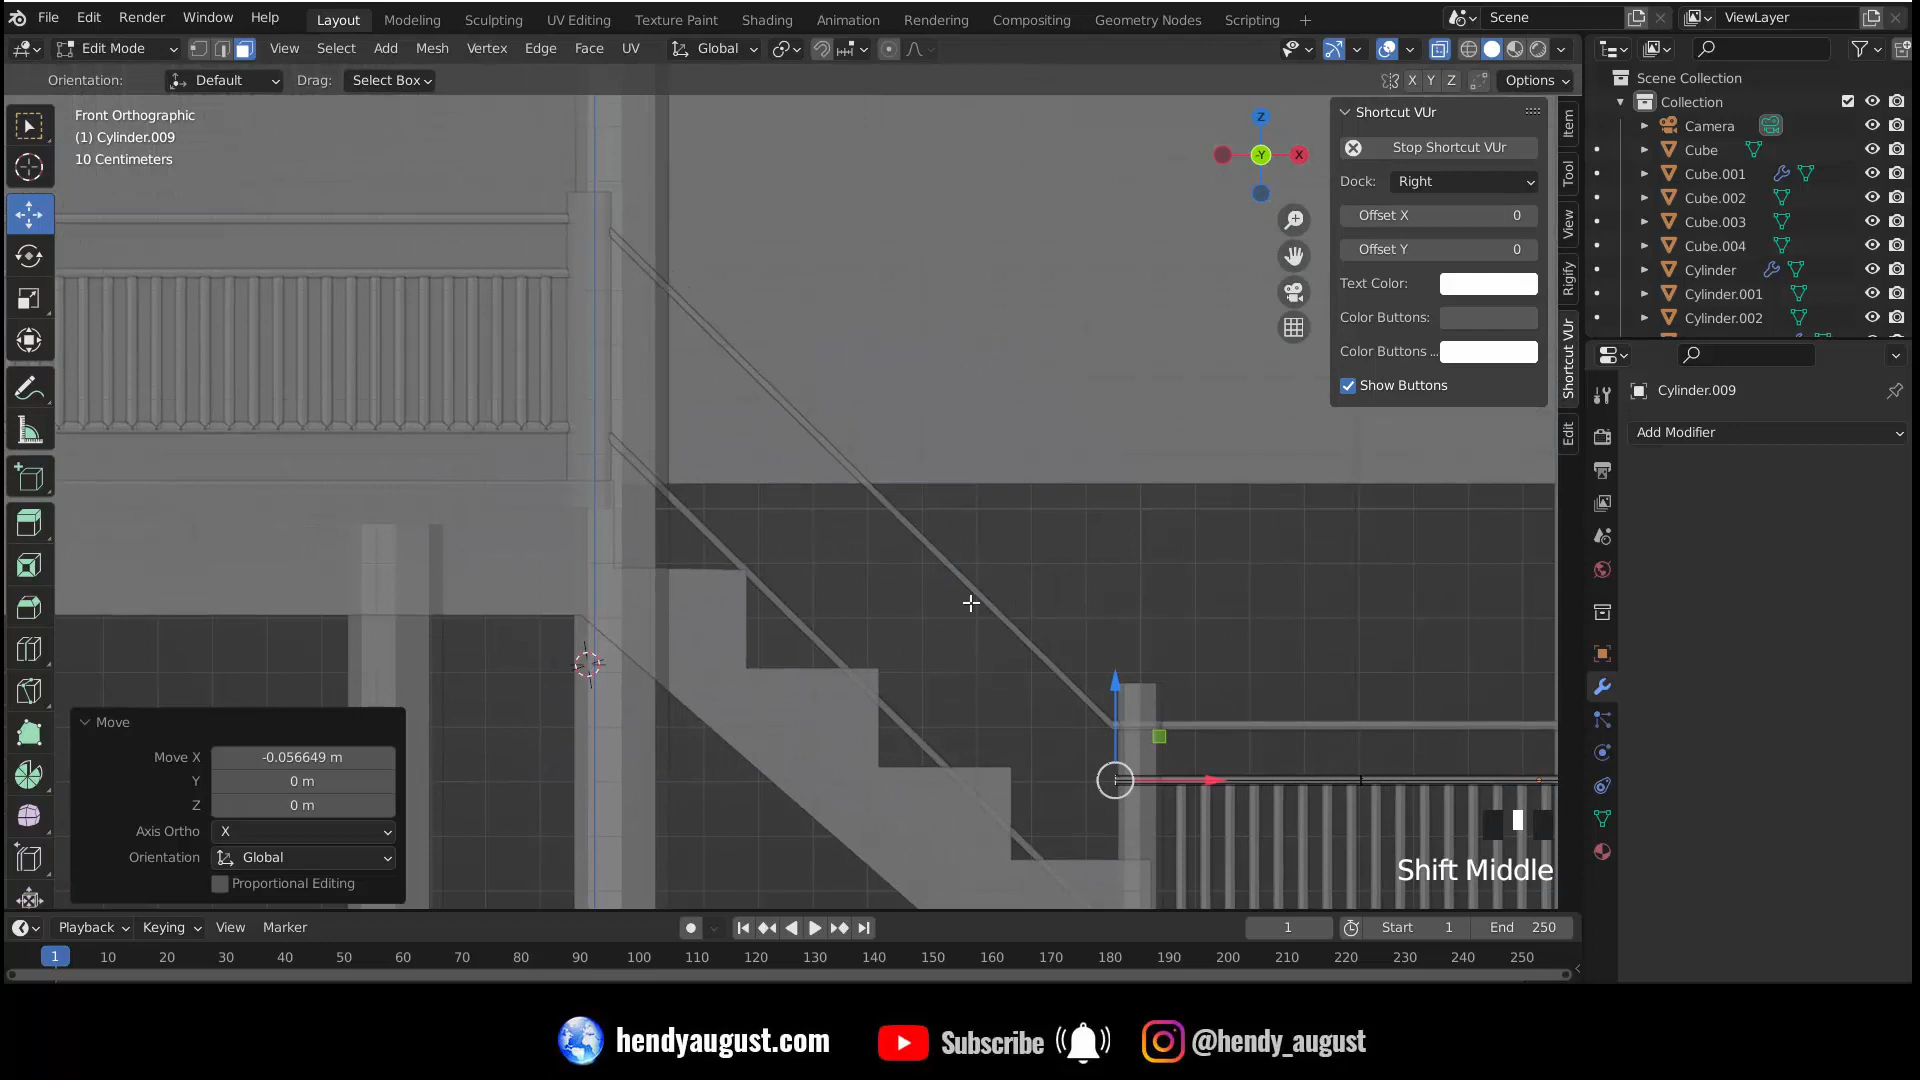 File Edit Render Window Help Layout Modeling Sculpting UV Editing Texture Paint Shading Animation Rendering Compositing Geometry Nodes Scripting Scene ViewLayer
Edit Mode View Select Add Mesh Vertex Edge Face UV Global
Orientation: Default Drag: Select Box X Y Z Options
Front Orthographic
(1) Cylinder.009
10 Centimeters
Z
-Y
X
Shortcut VUr
Stop Shortcut VUr
Dock: Right
Offset X 0
Offset Y 0
Text Color:
Color Buttons:
Color Buttons ...
Show Buttons
Item
Tool
View
Rigify
Shortcut VUr
Edit
Scene Collection
Collection
Camera
Cube
Cube.001
Cube.002
Cube.003
Cube.004
Cylinder
Cylinder.001
Cylinder.002
Cylinder.009
Add Modifier
Move
Move X -0.056649 m
Y 0 m
Z 0 m
Axis Ortho X
Orientation Global
Proportional Editing
Shift Middle
Playback Keying View Marker 1 Start 1 End 250
1 10 20 30 40 50 60 70 80 90 100 110 120 130 140 150 160 170 180 190 200 210 220 230 240 250
hendyaugust.com Subscribe @hendy_august